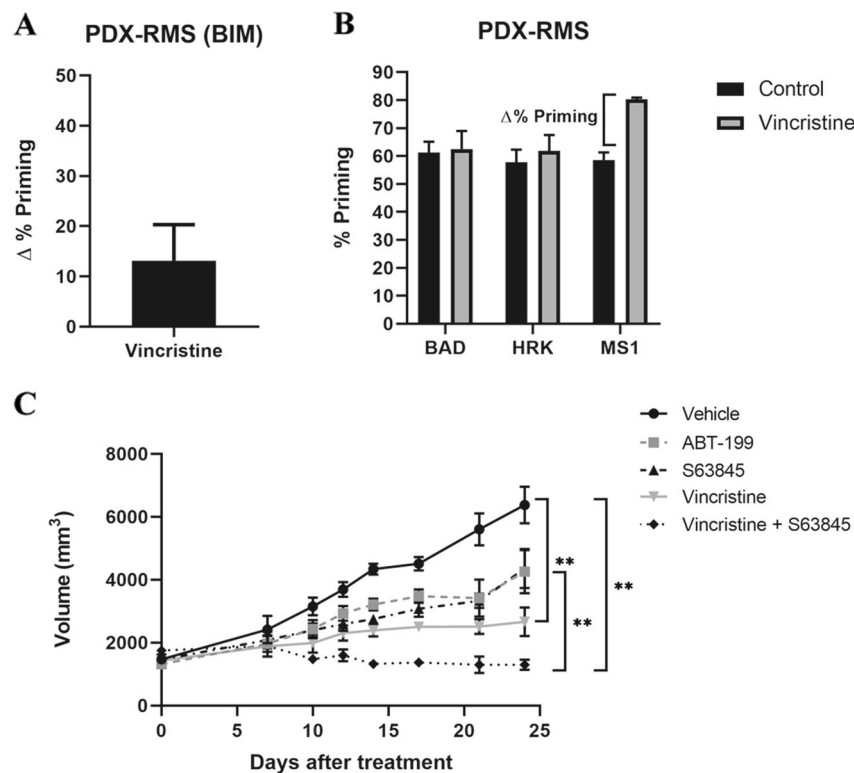 A
PDX-RMS (BIM)
50
40
30
20
10
0
Δ % Priming
Vincristine
B
PDX-RMS
90
80
70
60
50
40
30
20
10
0
% Priming
Δ% Priming
BAD HRK MS1
Control
Vincristine
C
8000
6000
4000
2000
0
Volume (mm³)
0 5 10 15 20 25
Days after treatment
Vehicle
ABT-199
S63845
Vincristine
Vincristine + S63845
**
**
**